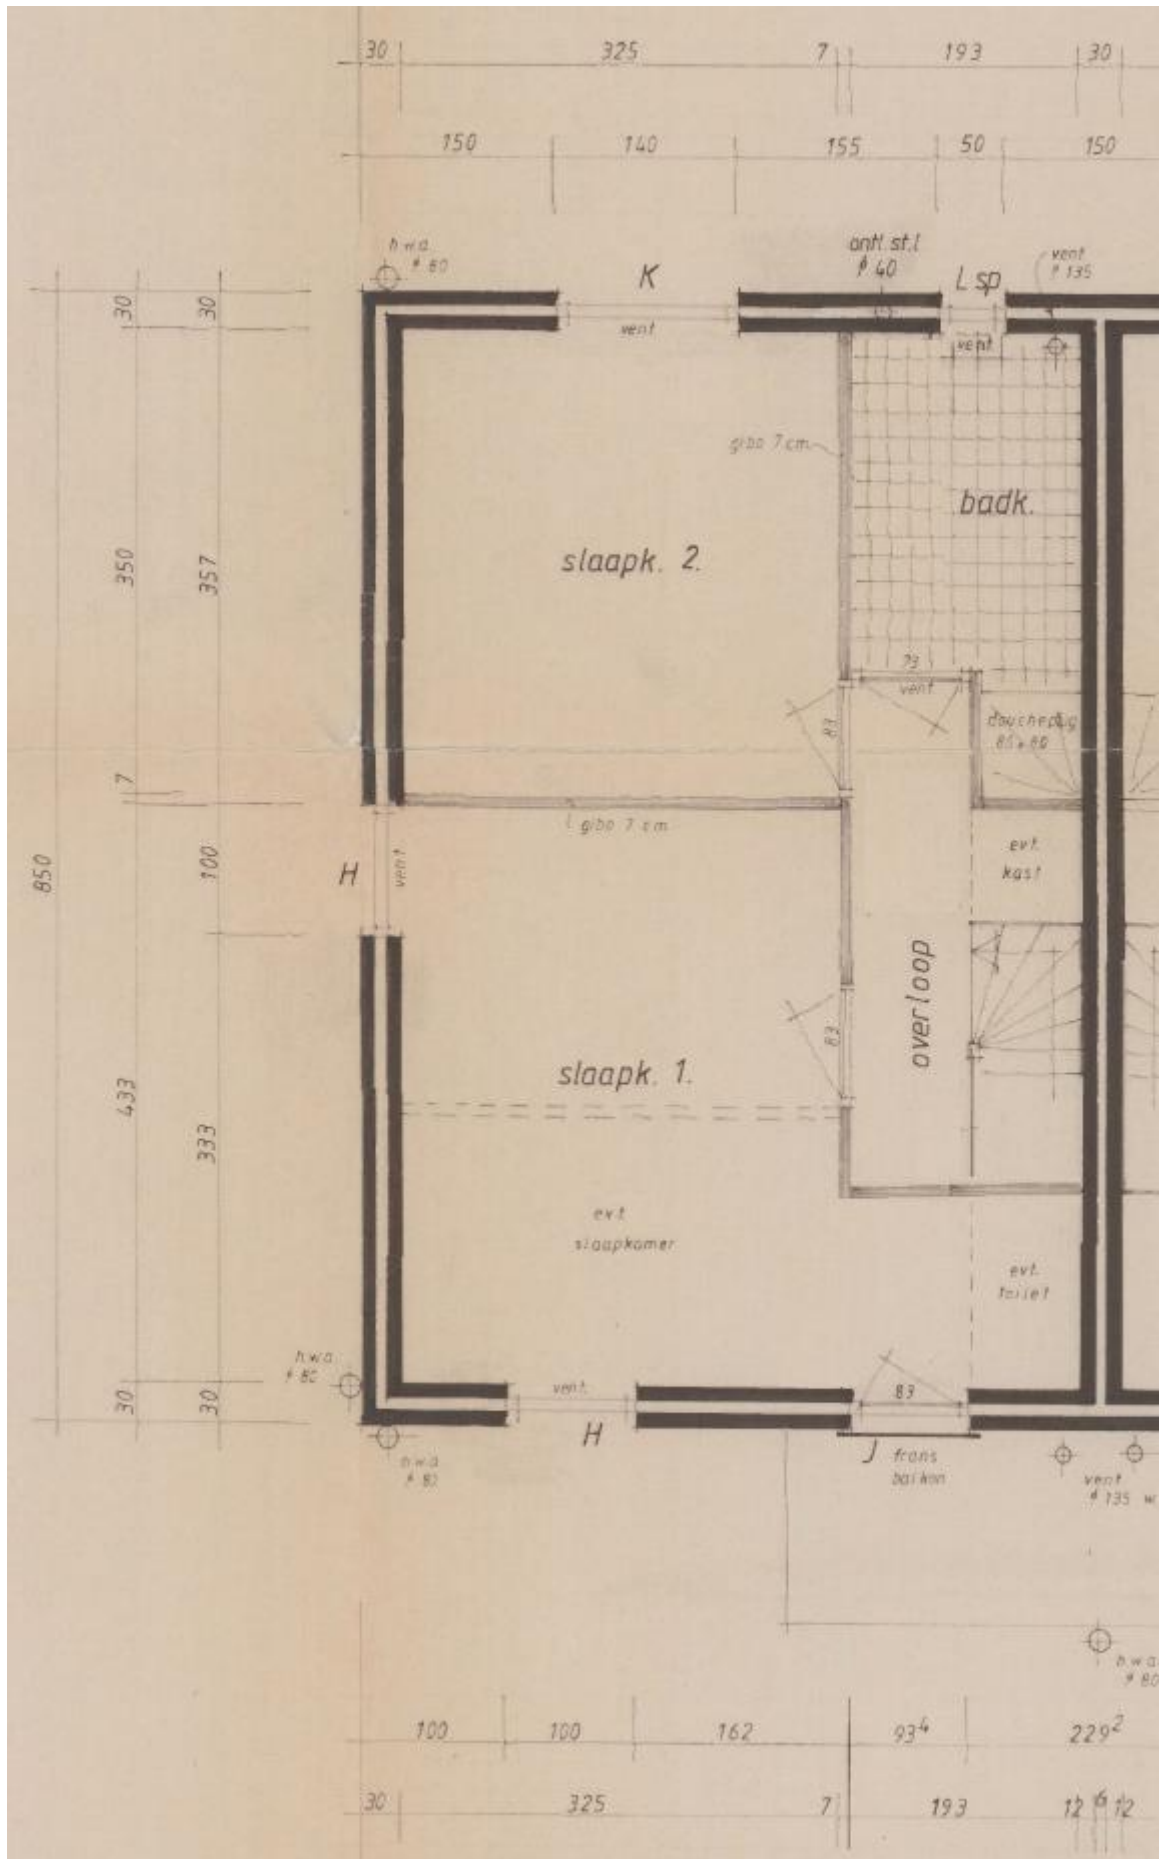 30 325 7 193 30
150 140 155 50 150
h.w.a.
ø 80
K
ontl. st. l
ø 40
L sp
vent
ø 135
30 30
vent
vent
gibo 7 cm
badk.
350 357
slaapk. 2.
73
vent
83
douchepug
80 x 80
7
gibo 7 cm
850
100
H
vent
evt.
kast
overloop
433
333
83
slaapk. 1.
evt
slaapkamer
evt.
toilet
h.w.a.
ø 80
30 30
vent.
83
H
J frans
balkon
h.w.a
ø 80
vent
ø 135 w
h.w.a.
ø 80
100 100 162 93⁴ 229²
30 325 7 193 12 6 12